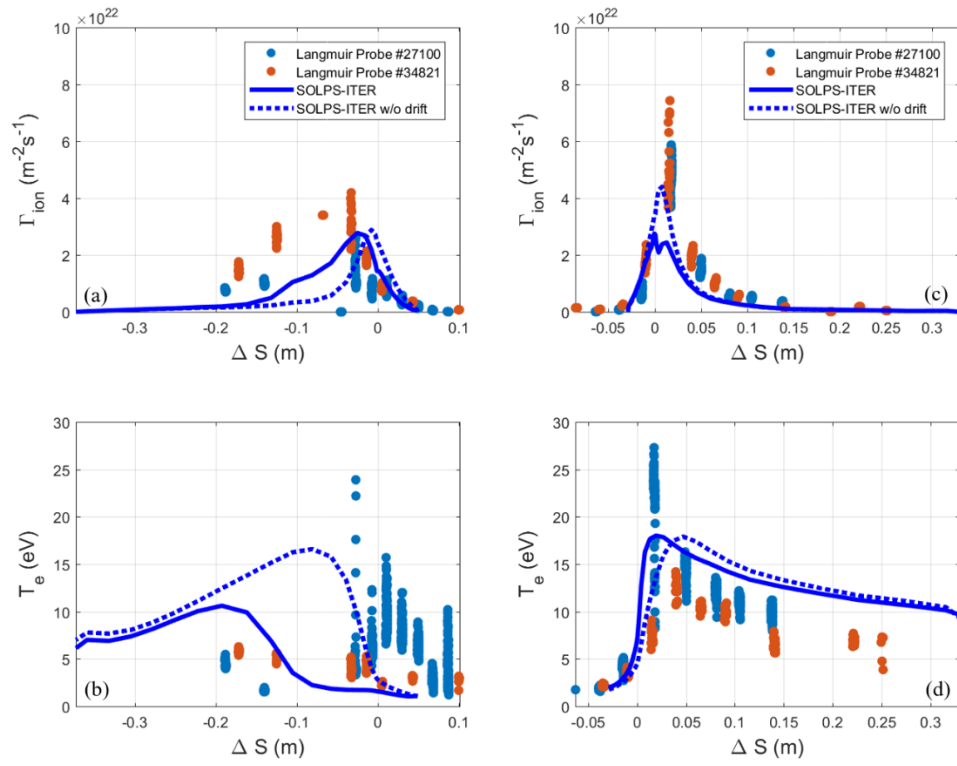 ×10²²
10
8
6
4
2
0
Γion (m⁻²s⁻¹)
Langmuir Probe #27100
Langmuir Probe #34821
SOLPS-ITER
SOLPS-ITER w/o drift
(a)
-0.3 -0.2 -0.1 0 0.1
Δ S (m)
×10²²
10
8
6
4
2
0
Γion (m⁻²s⁻¹)
Langmuir Probe #27100
Langmuir Probe #34821
SOLPS-ITER
SOLPS-ITER w/o drift
(c)
-0.05 0 0.05 0.1 0.15 0.2 0.25 0.3
Δ S (m)
30
25
20
15
10
5
0
Te (eV)
(b)
-0.3 -0.2 -0.1 0 0.1
Δ S (m)
30
25
20
15
10
5
0
Te (eV)
(d)
-0.05 0 0.05 0.1 0.15 0.2 0.25 0.3
Δ S (m)